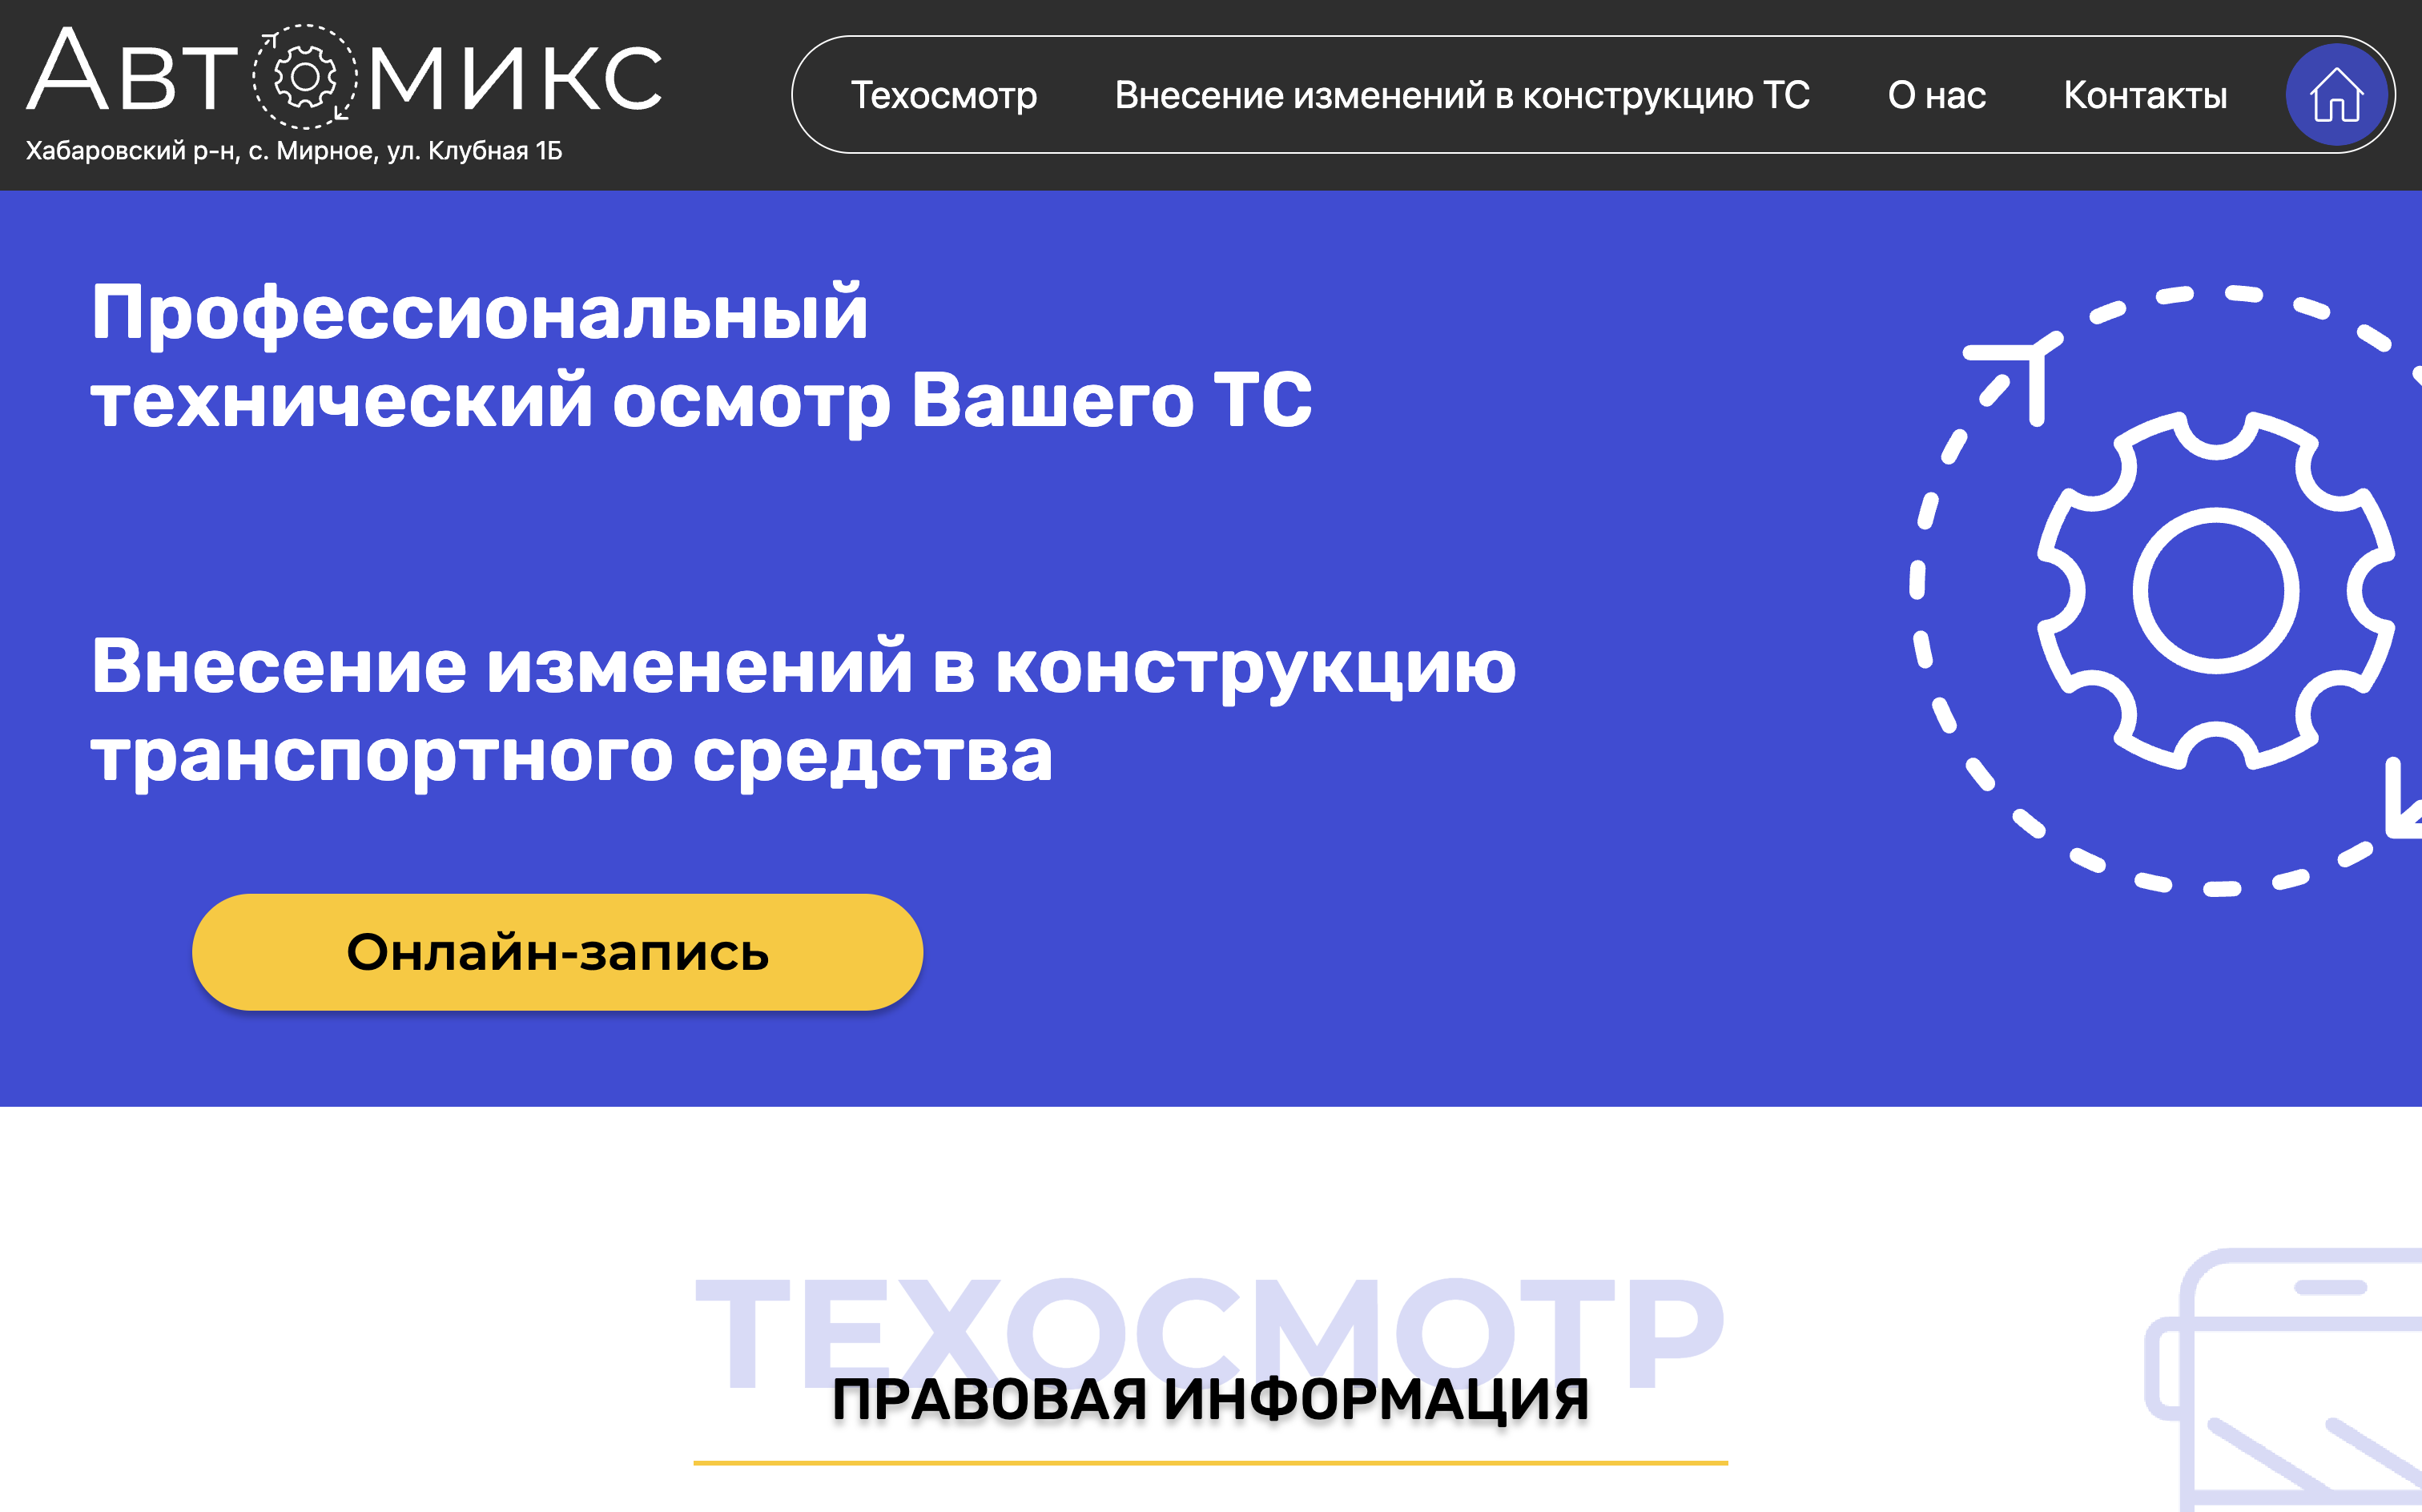 Автомикс
Хабаровский р-н, с. Мирное, ул. Клубная 1Б
Техосмотр
Внесение изменений в конструкцию ТС
О нас
Контакты
Профессиональный
технический осмотр Вашего ТС
Внесение изменений в конструкцию
транспортного средства
Онлайн-запись
ТЕХОСМОТР
ПРАВОВАЯ ИНФОРМАЦИЯ